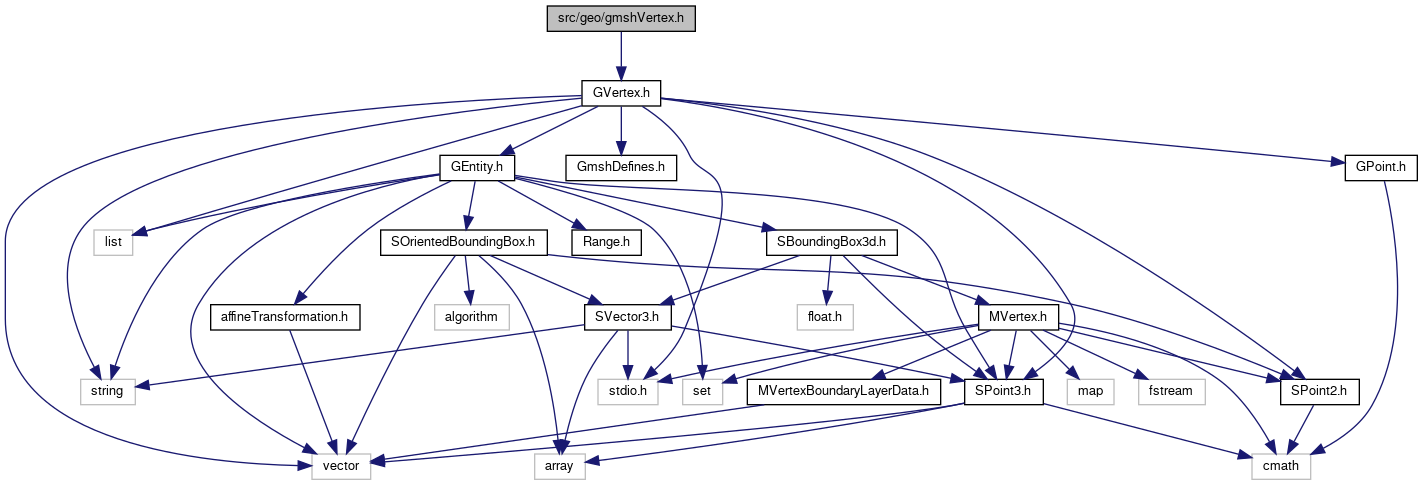 src/geo/gmshVertex.h
GVertex.h
GEntity.h
GmshDefines.h
GPoint.h
list
SOrientedBoundingBox.h
Range.h
SBoundingBox3d.h
affineTransformation.h
algorithm
SVector3.h
float.h
MVertex.h
string
stdio.h
set
MVertexBoundaryLayerData.h
SPoint3.h
map
fstream
SPoint2.h
vector
array
cmath